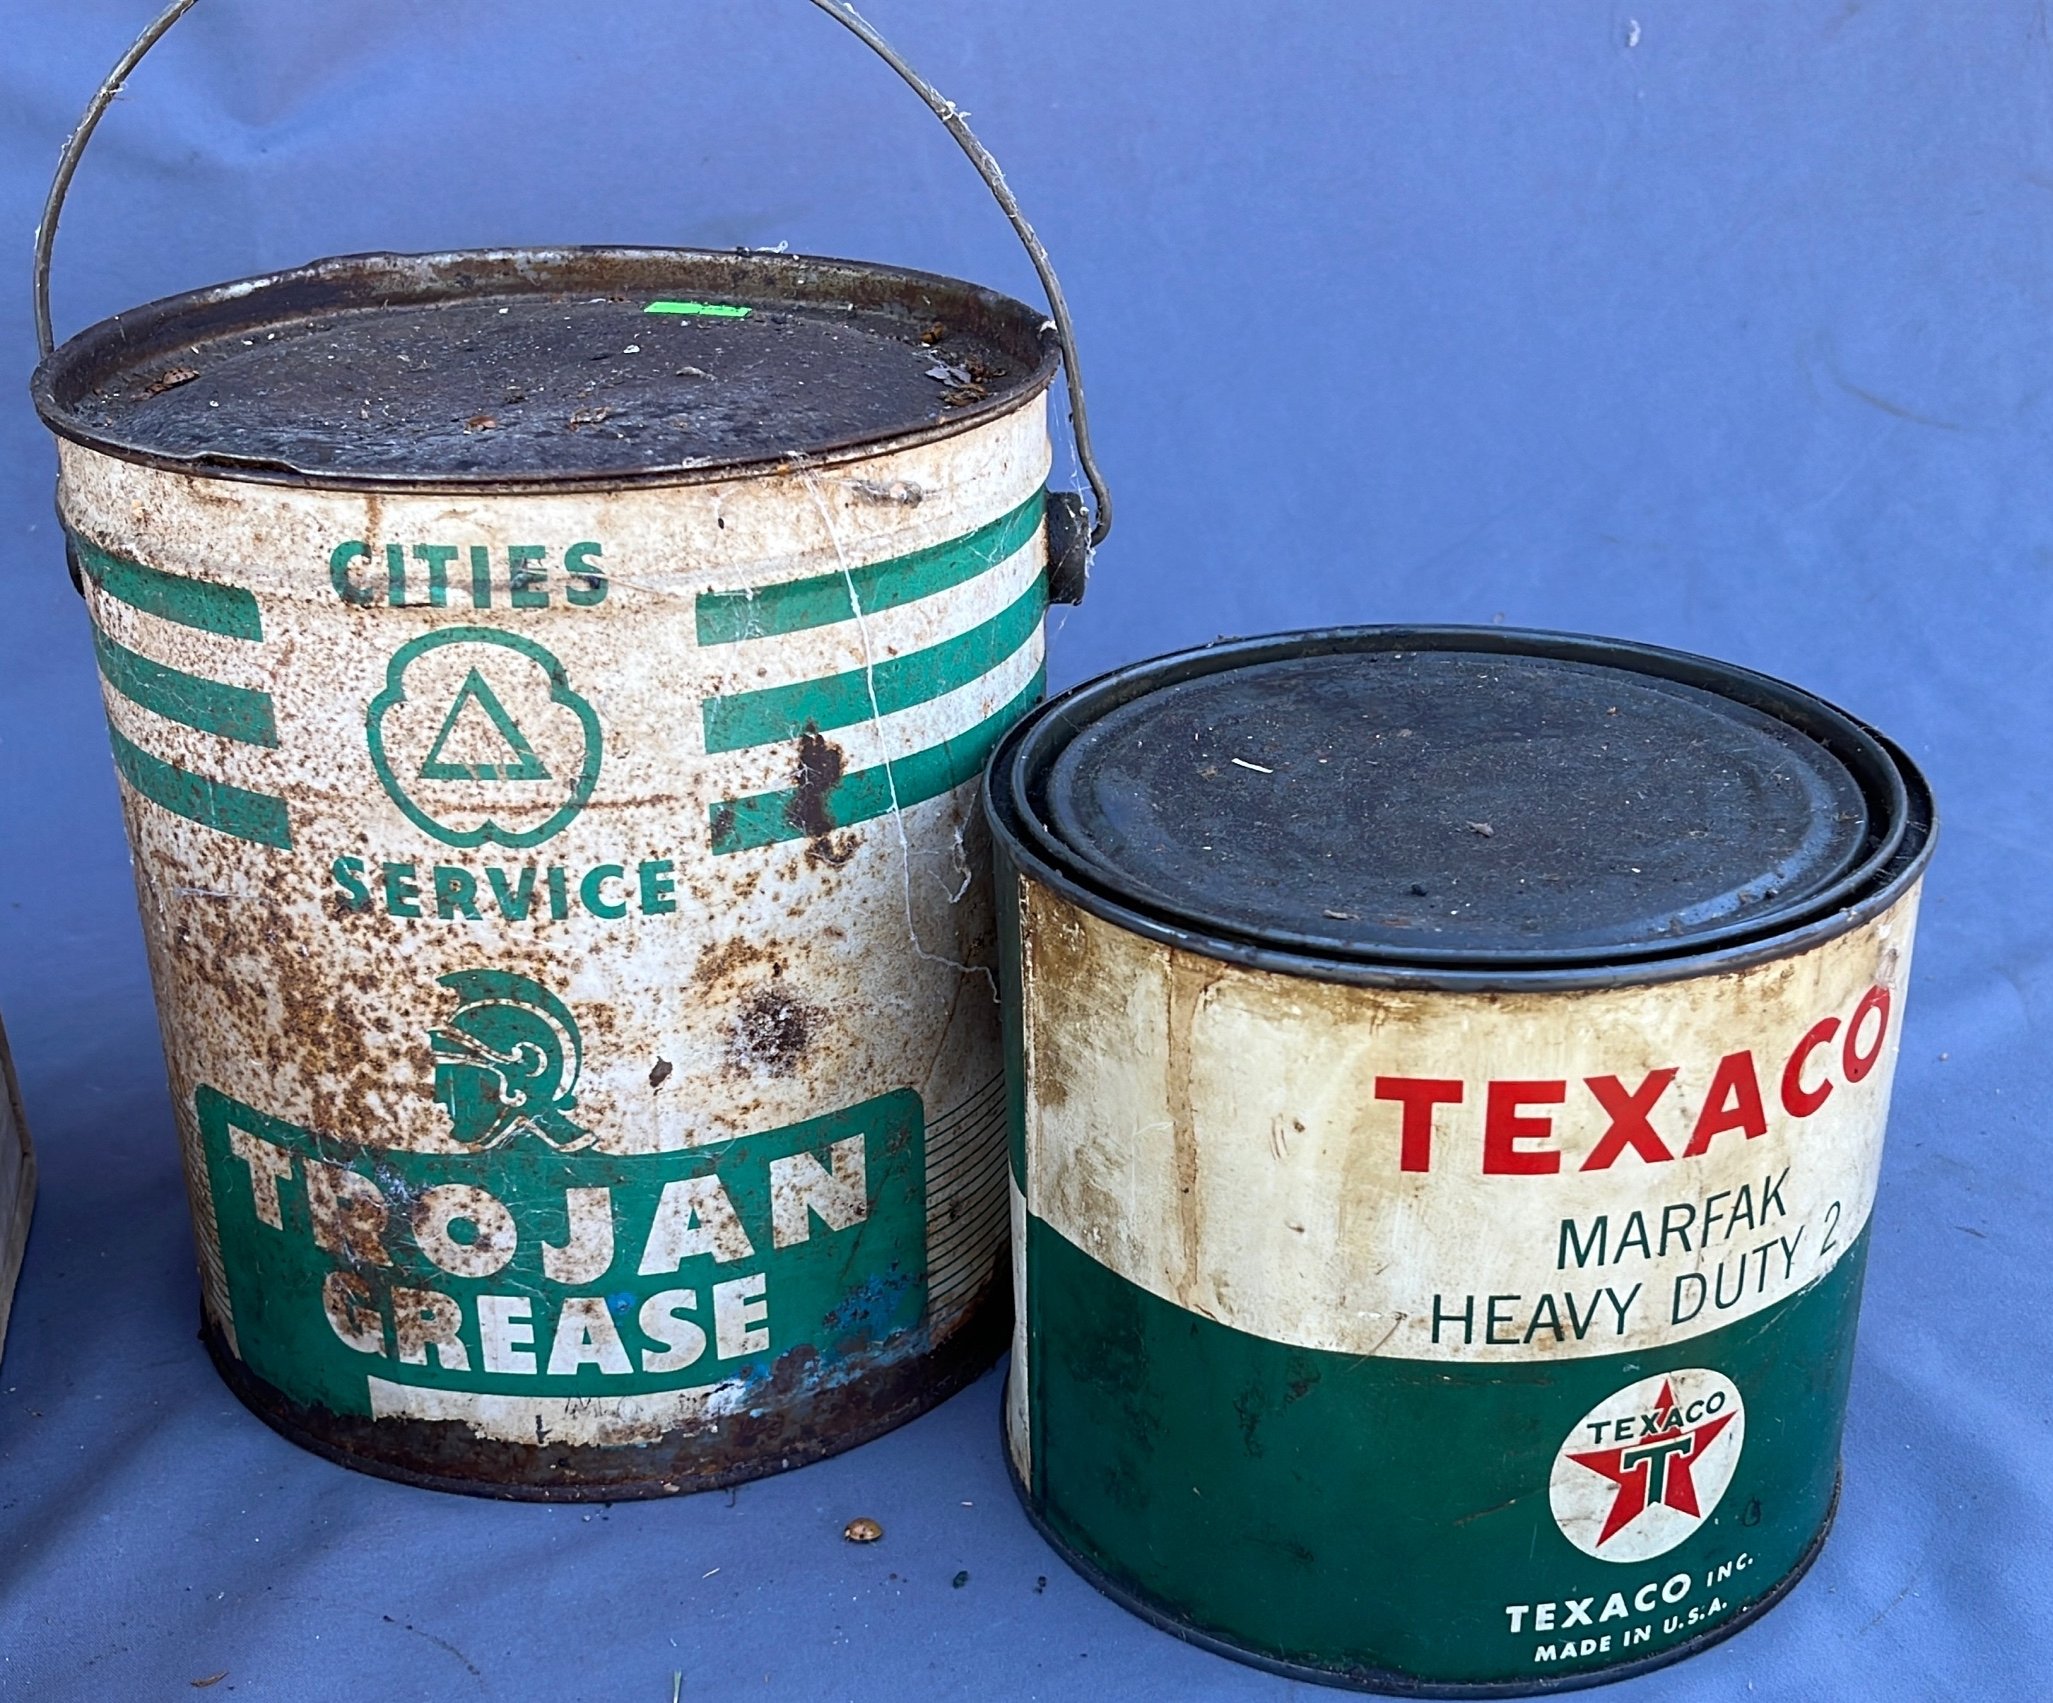 CITIES
SERVICE
TROJAN
GREASE
TEXACO
MARFAK
HEAVY DUTY 2
TEXACO
T
TEXACO INC.
MADE IN U.S.A.